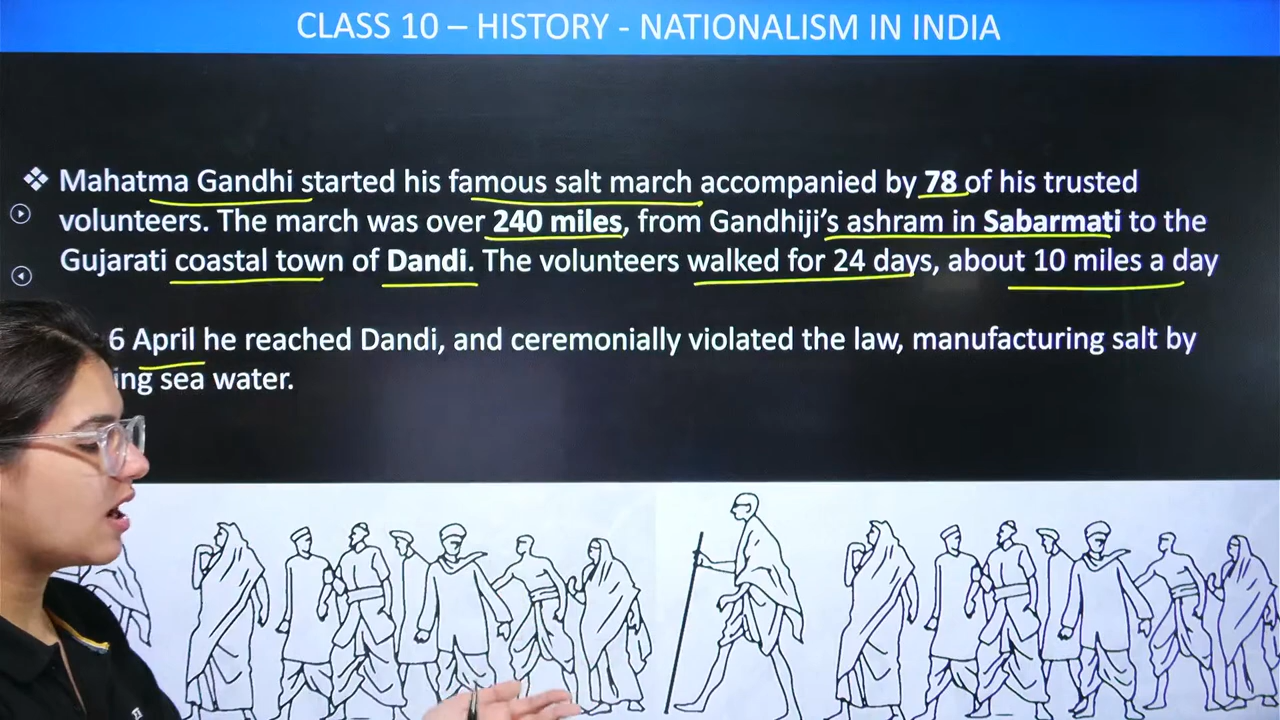 CLASS 10 – HISTORY - NATIONALISM IN INDIA
❖ Mahatma Gandhi started his famous salt march accompanied by 78 of his trusted
volunteers. The march was over 240 miles, from Gandhiji’s ashram in Sabarmati to the
Gujarati coastal town of Dandi. The volunteers walked for 24 days, about 10 miles a day
6 April he reached Dandi, and ceremonially violated the law, manufacturing salt by
sea water.